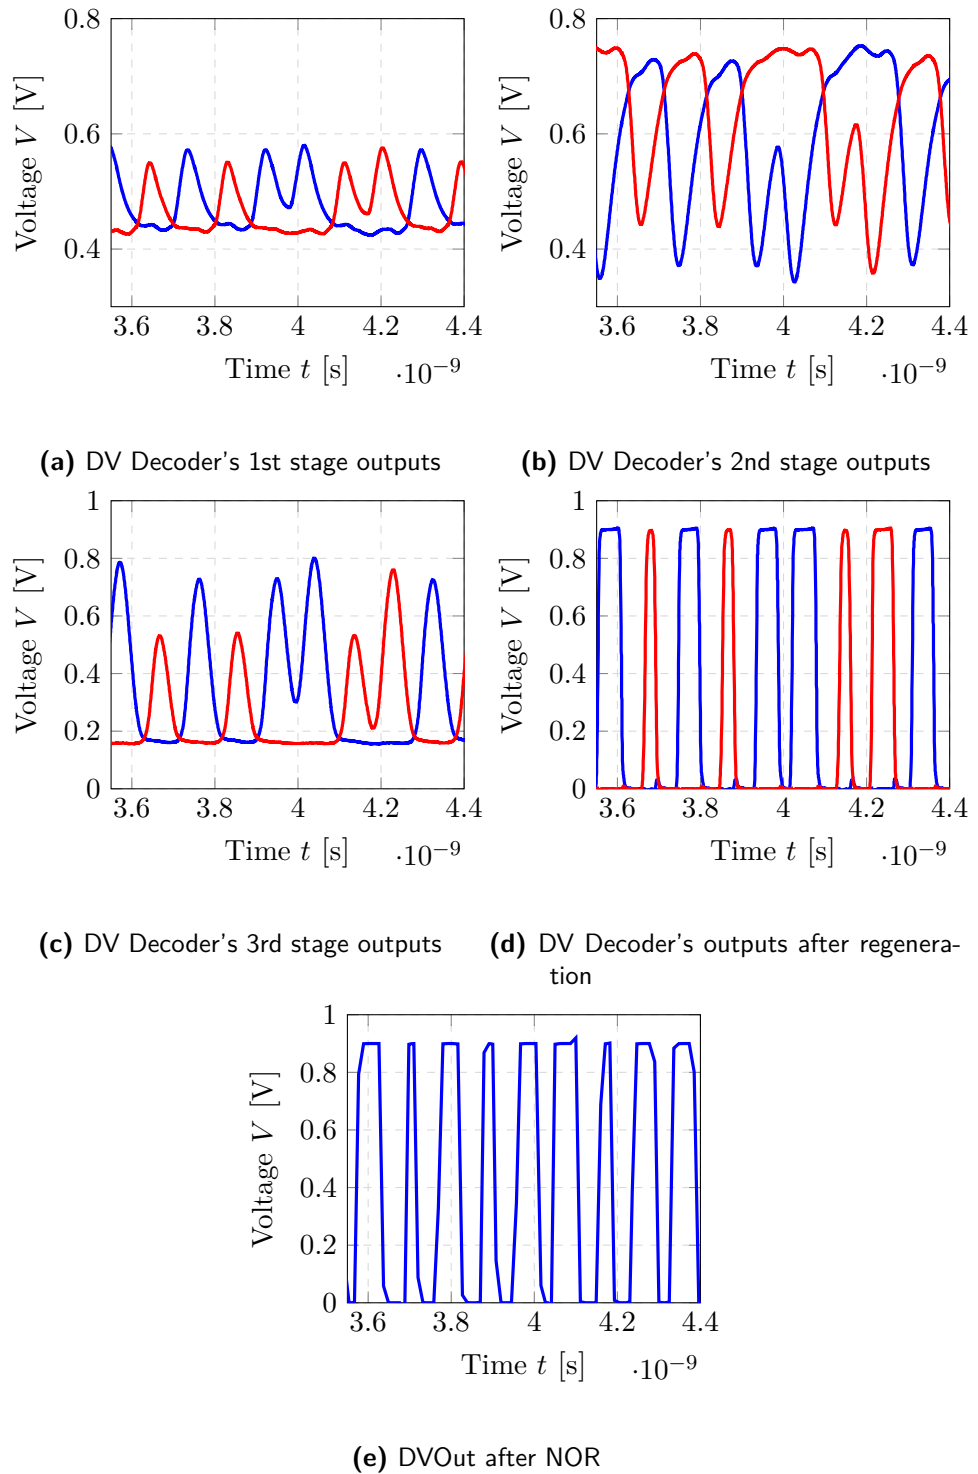 0.8
0.6
0.4
Voltage V [V]
3.6 3.8 4 4.2 4.4
Time t [s] ·10−9
0.8
0.6
0.4
Voltage V [V]
3.6 3.8 4 4.2 4.4
Time t [s] ·10−9
(a) DV Decoder's 1st stage outputs
(b) DV Decoder's 2nd stage outputs
1
0.8
0.6
0.4
0.2
0
Voltage V [V]
3.6 3.8 4 4.2 4.4
Time t [s] ·10−9
1
0.8
0.6
0.4
0.2
0
Voltage V [V]
3.6 3.8 4 4.2 4.4
Time t [s] ·10−9
(c) DV Decoder's 3rd stage outputs
(d) DV Decoder's outputs after regenera-
tion
1
0.8
0.6
0.4
0.2
0
Voltage V [V]
3.6 3.8 4 4.2 4.4
Time t [s] ·10−9
(e) DVOut after NOR